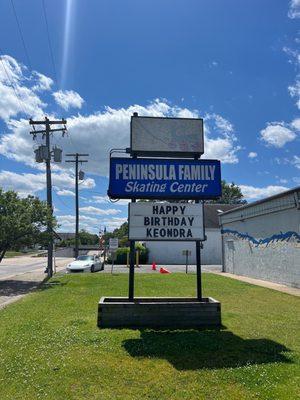 PENINSULA FAMILY
Skating Center
HAPPY
BIRTHDAY
KEONDRA